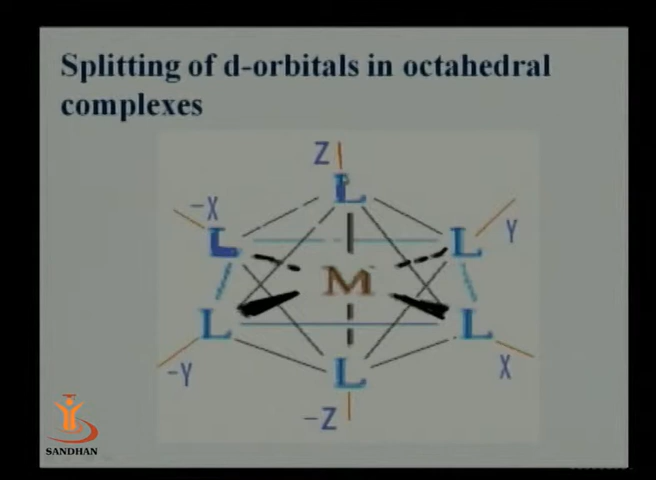 Splitting of d-orbitals in octahedral
complexes
Z
L
-X
Y
L
L
M
L
L
-Y
X
L
-Z
SANDHAN